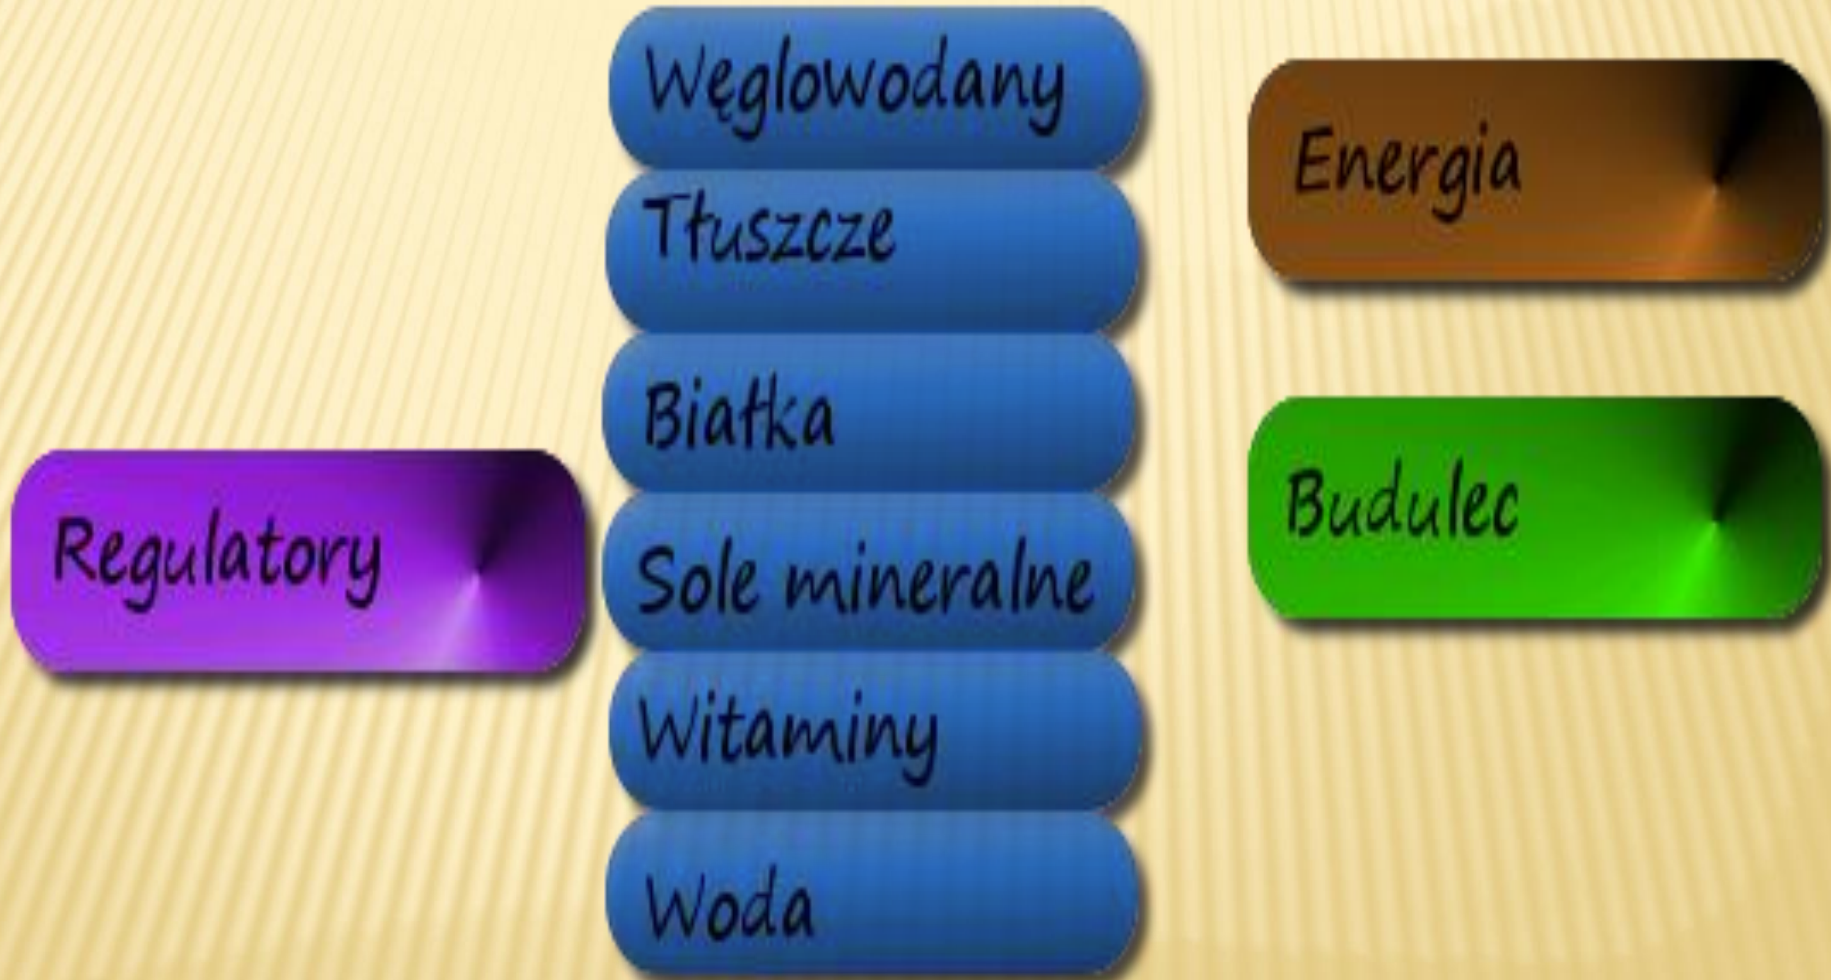 Węglowodany
Tłuszcze
Białka
Sole mineralne
Witaminy
Woda
Regulatory
Energia
Budulec